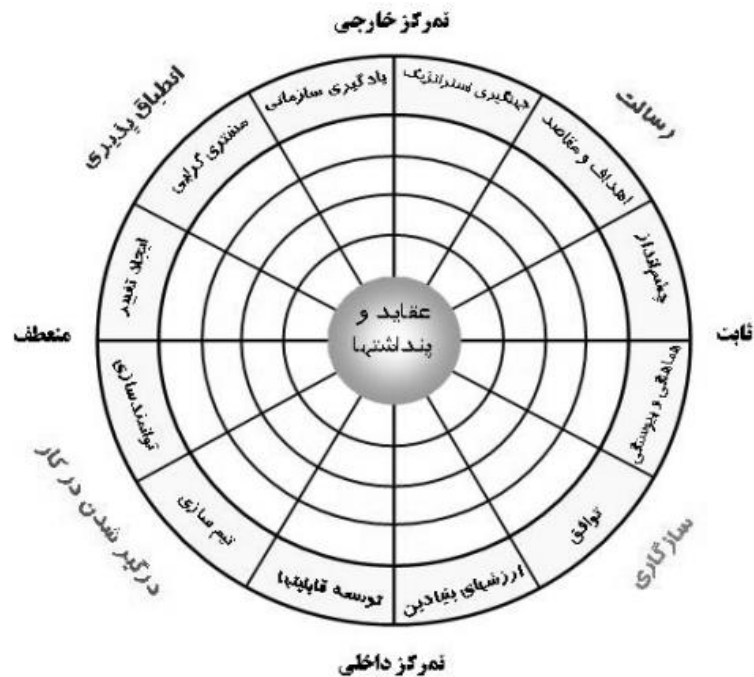 تمرکز خارجی
انطباق پذیری
رسالت
یادگیری سازمانی
جهتگیری استراتژیک
مشتری گرایی
اهداف و مقاصد
ایجاد تغییر
چشم‌انداز
عقاید و
پنداشتها
منعطف
ثابت
توانمندسازی
هماهنگی و پیوستگی
تیم سازی
توافق
توسعه قابلیتها
ارزشهای بنیادین
درگیر شدن در کار
سازگاری
تمرکز داخلی